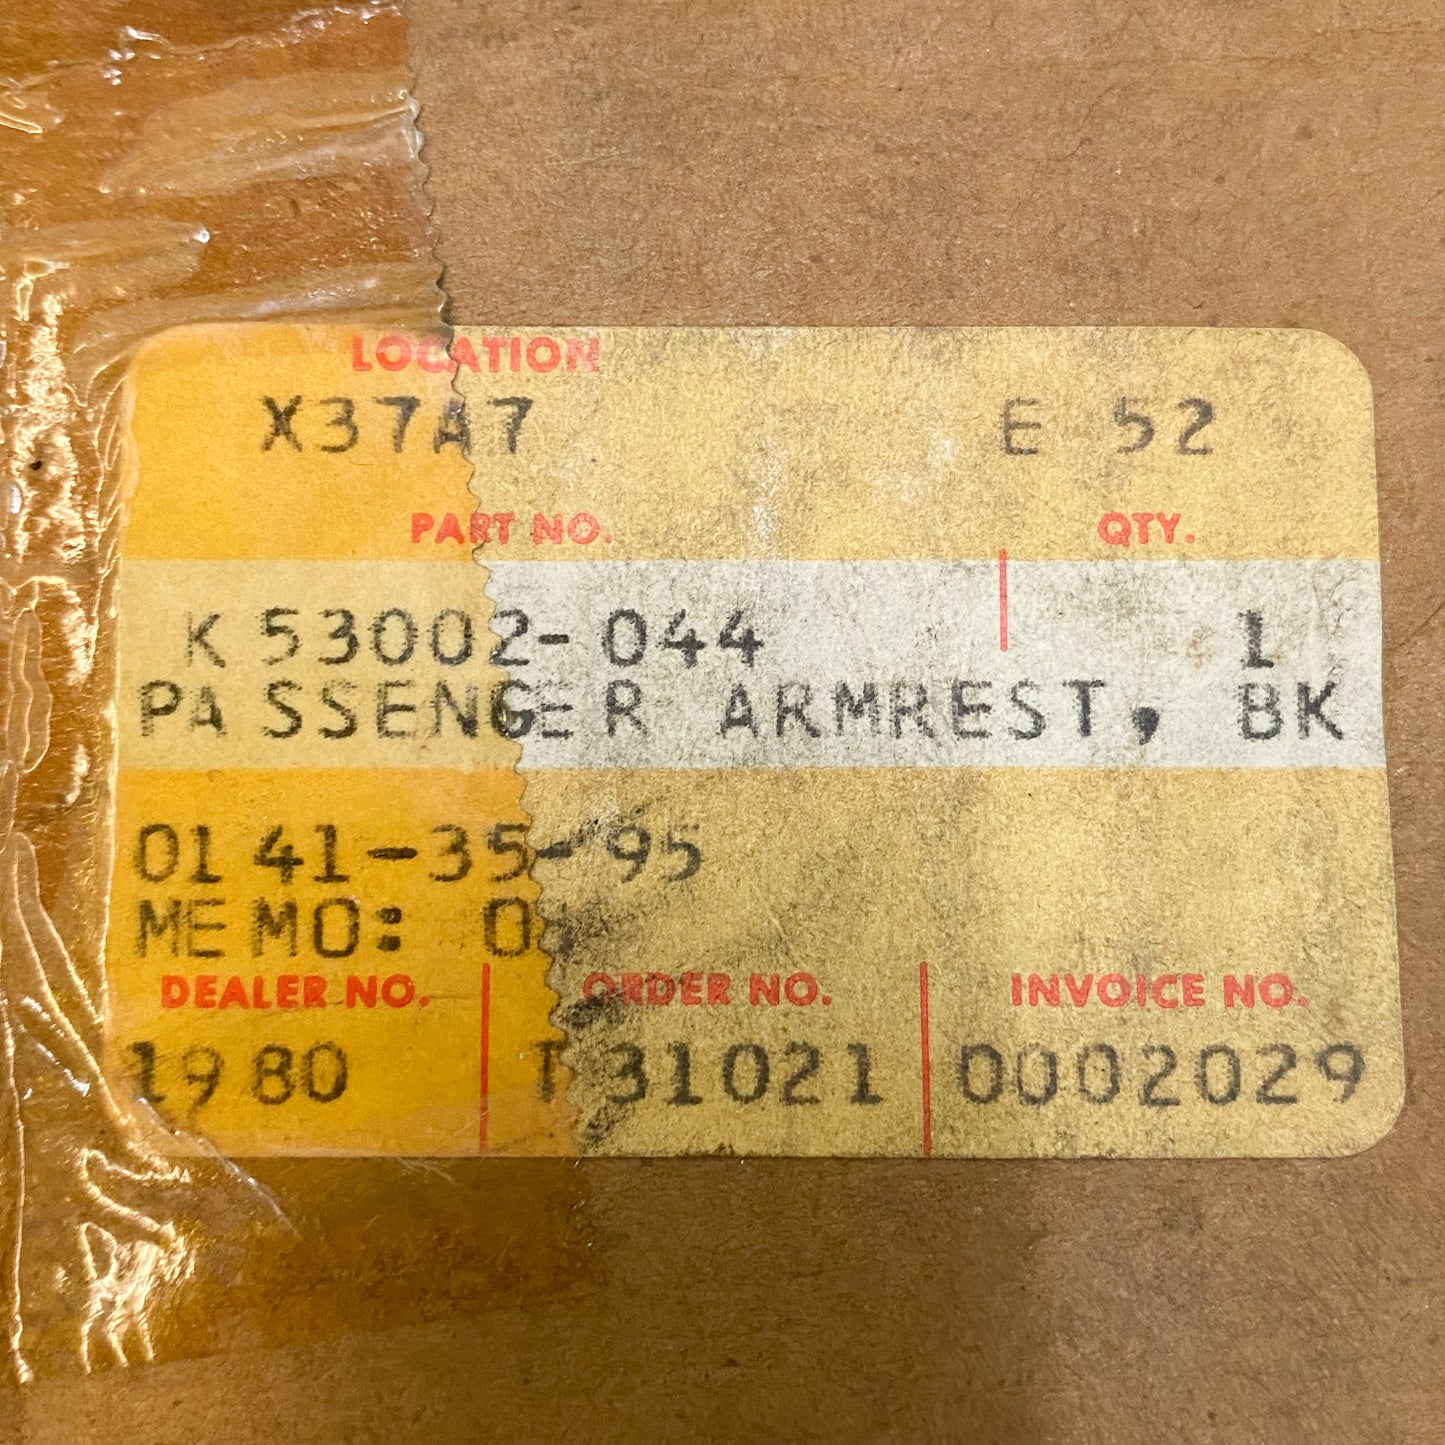 LOCATION
X37A7 E 52
PART NO. QTY.
K 53002-044 1
PASSENGER ARMREST, BK
0141-35-95
MEMO:
DEALER NO. ORDER NO. INVOICE NO.
1980 T 31021 0002029